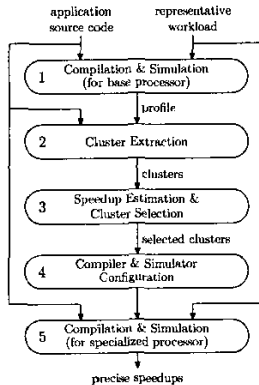 application representative
source code workload
1 Compilation & Simulation
(for base processor)
profile
2 Cluster Extraction
clusters
3 Speedup Estimation &
Cluster Selection
selected clusters
4 Compiler & Simulator
Configuration
5 Compilation & Simulation
(for specialized processor)
precise speedups